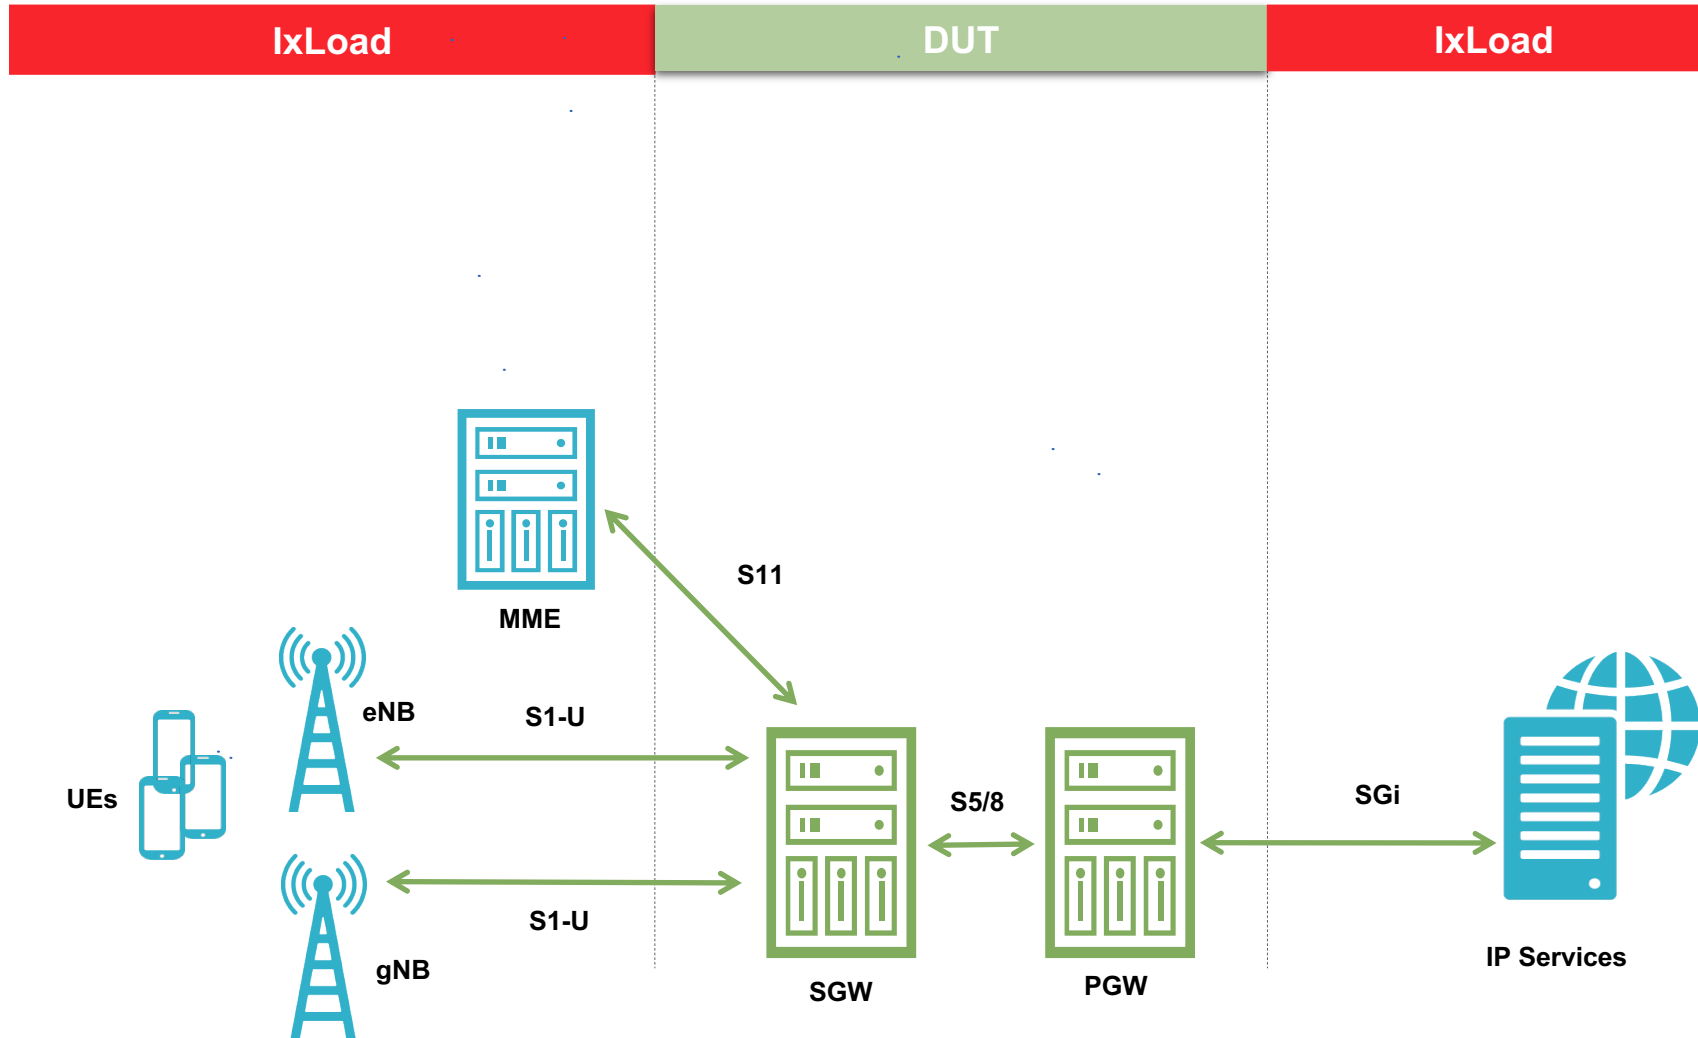 IxLoad
DUT
IxLoad
S11
MME
eNB
S1-U
UEs
S5/8
SGi
S1-U
gNB
SGW
PGW
IP Services